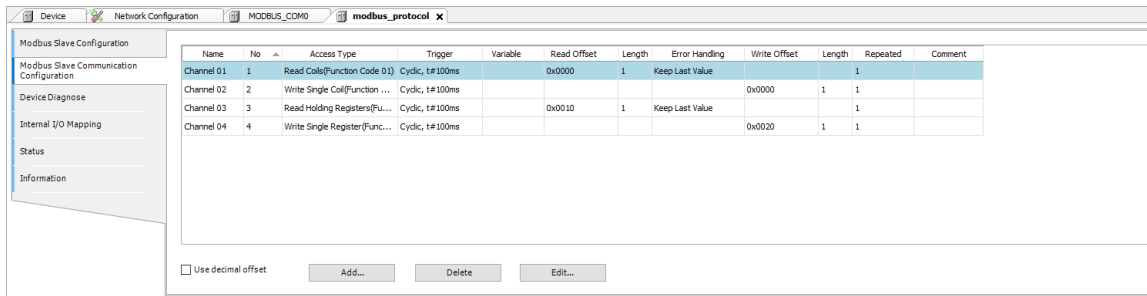 Device Network Configuration MODBUS_COM0 modbus_protocol x
Modbus Slave Configuration
Modbus Slave Communication
Configuration
Device Diagnose
Internal I/O Mapping
Status
Information
Name No Access Type Trigger Variable Read Offset Length Error Handling Write Offset Length Repeated Comment
Channel 01 1 Read Coils(Function Code 01) Cyclic, t#100ms 0x0000 1 Keep Last Value 1
Channel 02 2 Write Single Coil(Function ... Cyclic, t#100ms 0x0000 1 1
Channel 03 3 Read Holding Registers(Fu... Cyclic, t#100ms 0x0010 1 Keep Last Value 1
Channel 04 4 Write Single Register(Func... Cyclic, t#100ms 0x0020 1 1
Use decimal offset Add... Delete Edit...